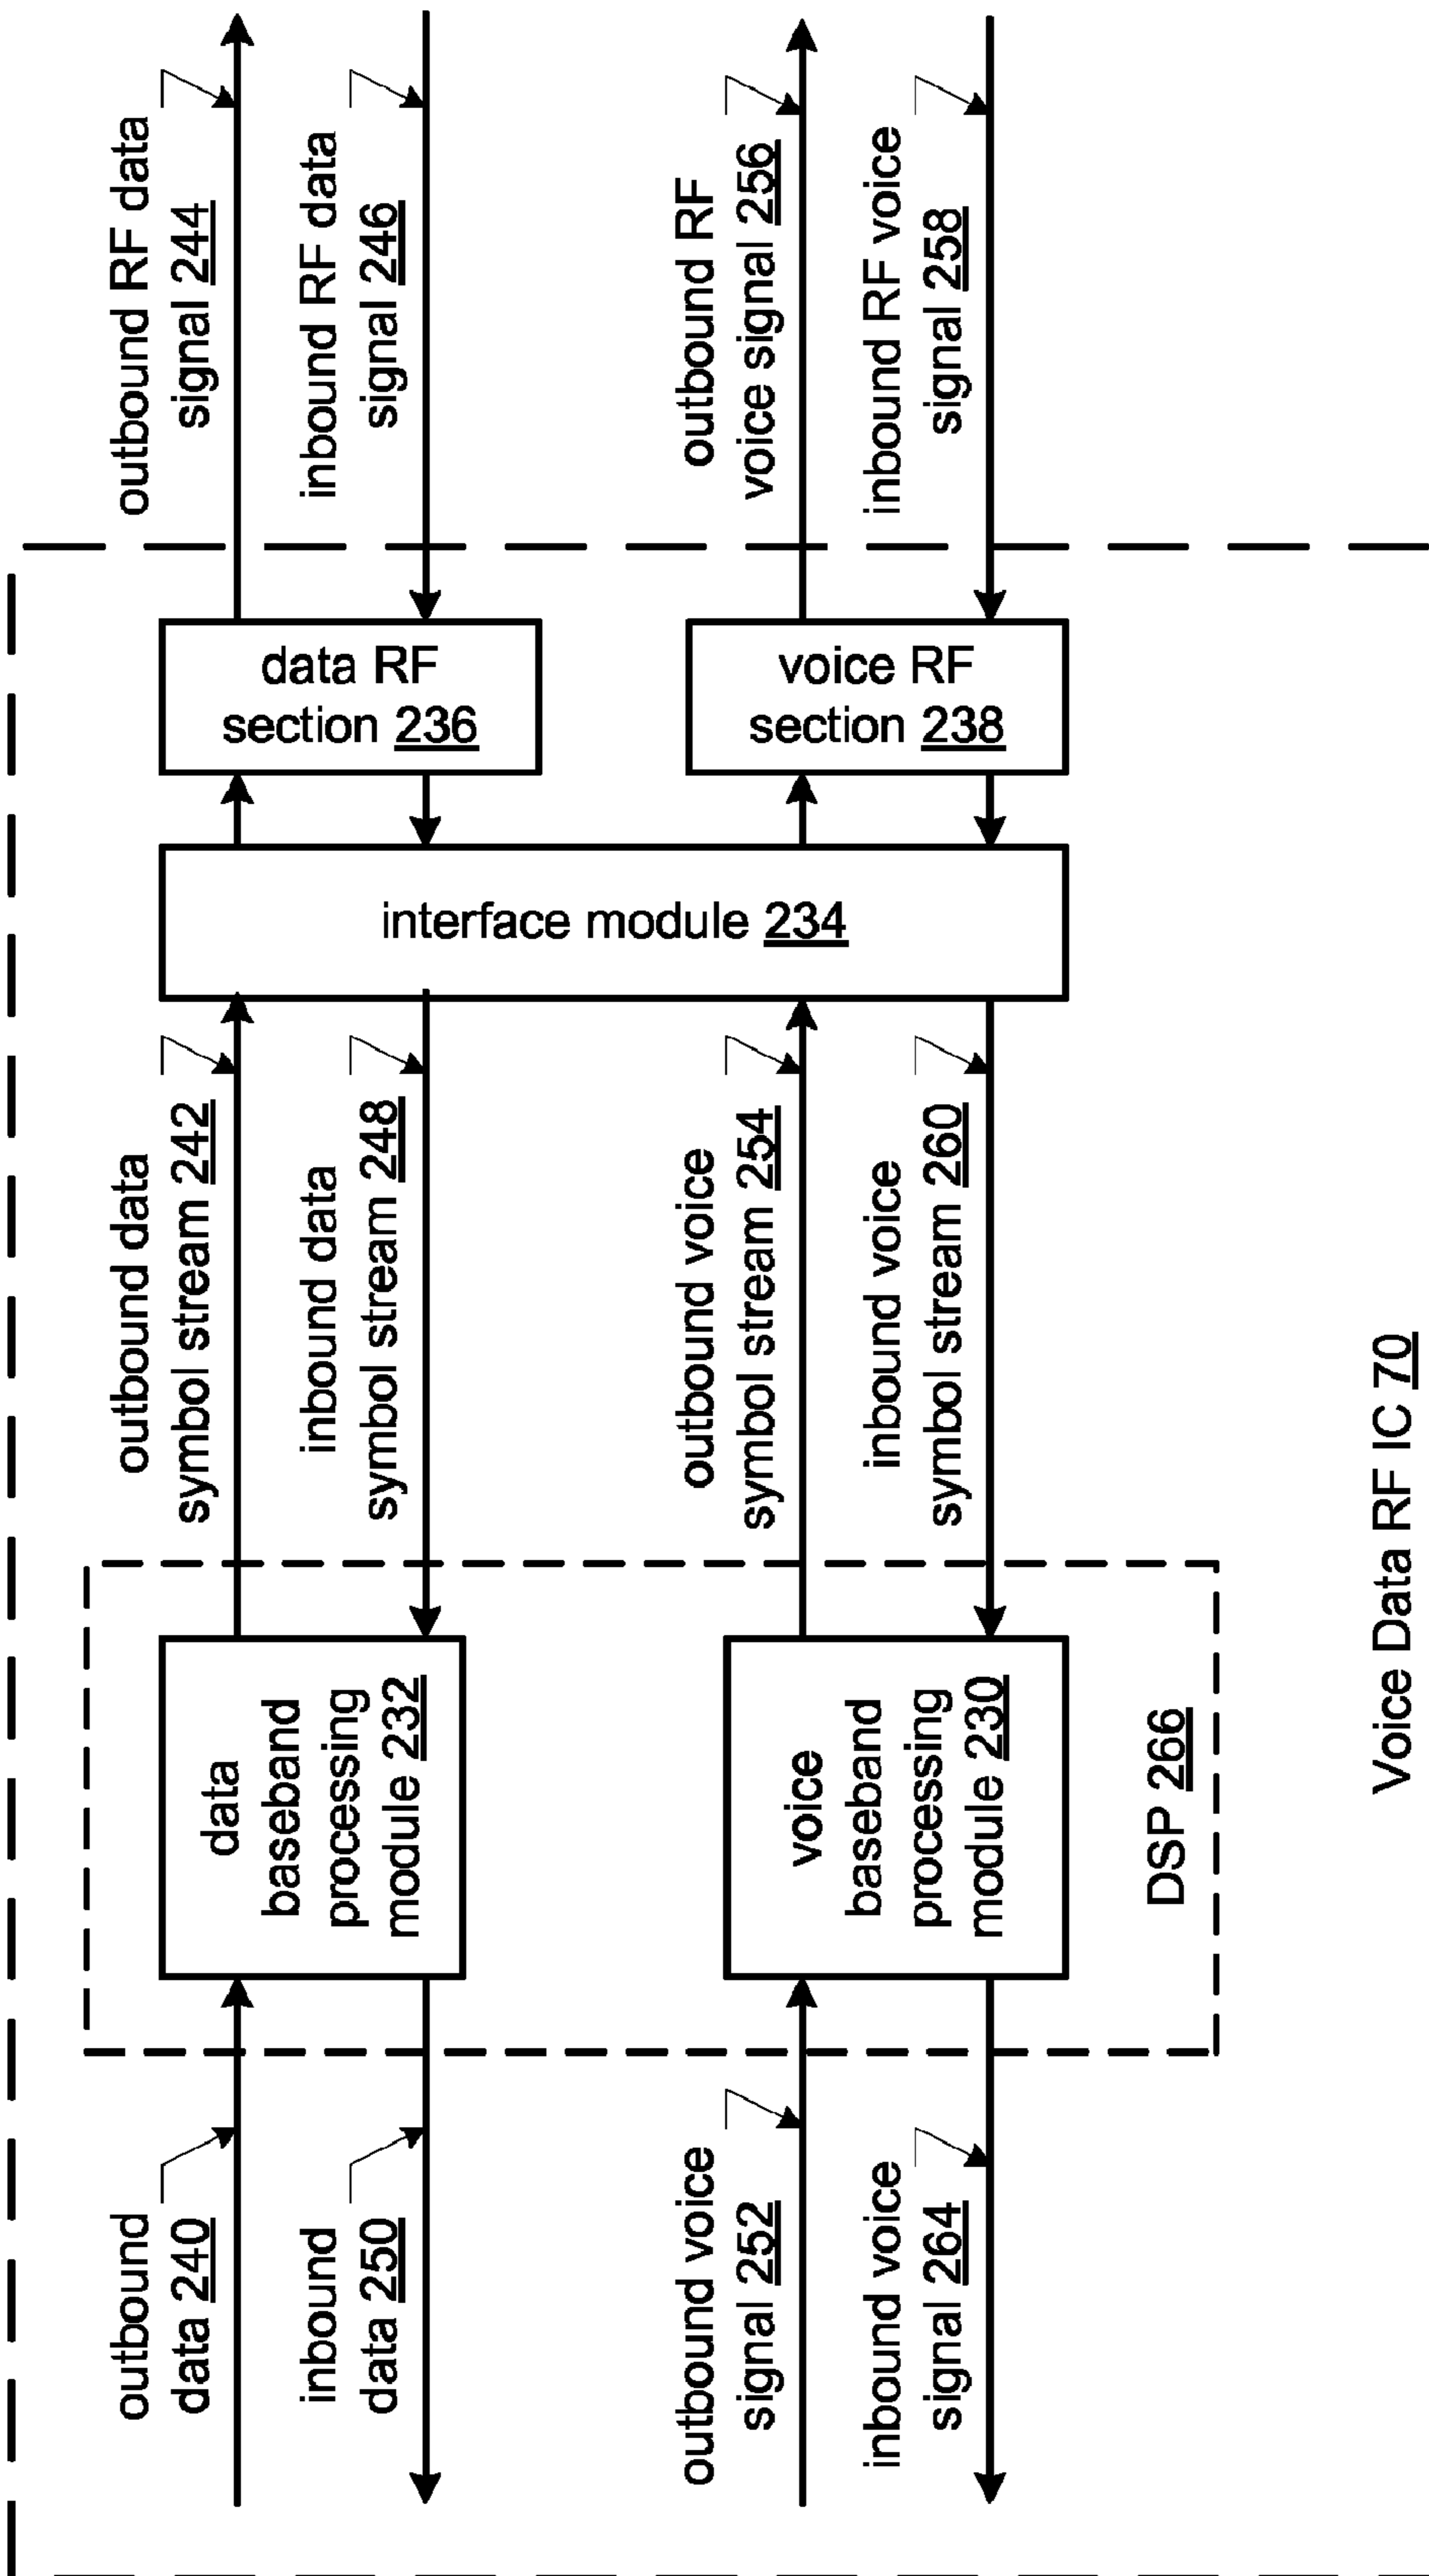 outbound RF data
signal 244
inbound RF data
signal 246
outbound RF
voice signal 256
inbound RF voice
signal 258
data RF
section 236
voice RF
section 238
interface module 234
outbound data
symbol stream 242
inbound data
symbol stream 248
outbound voice
symbol stream 254
inbound voice
symbol stream 260
data
baseband
processing
module 232
voice
baseband
processing
module 230
DSP 266
outbound
data 240
inbound
data 250
outbound voice
signal 252
inbound voice
signal 264
Voice Data RF IC 70